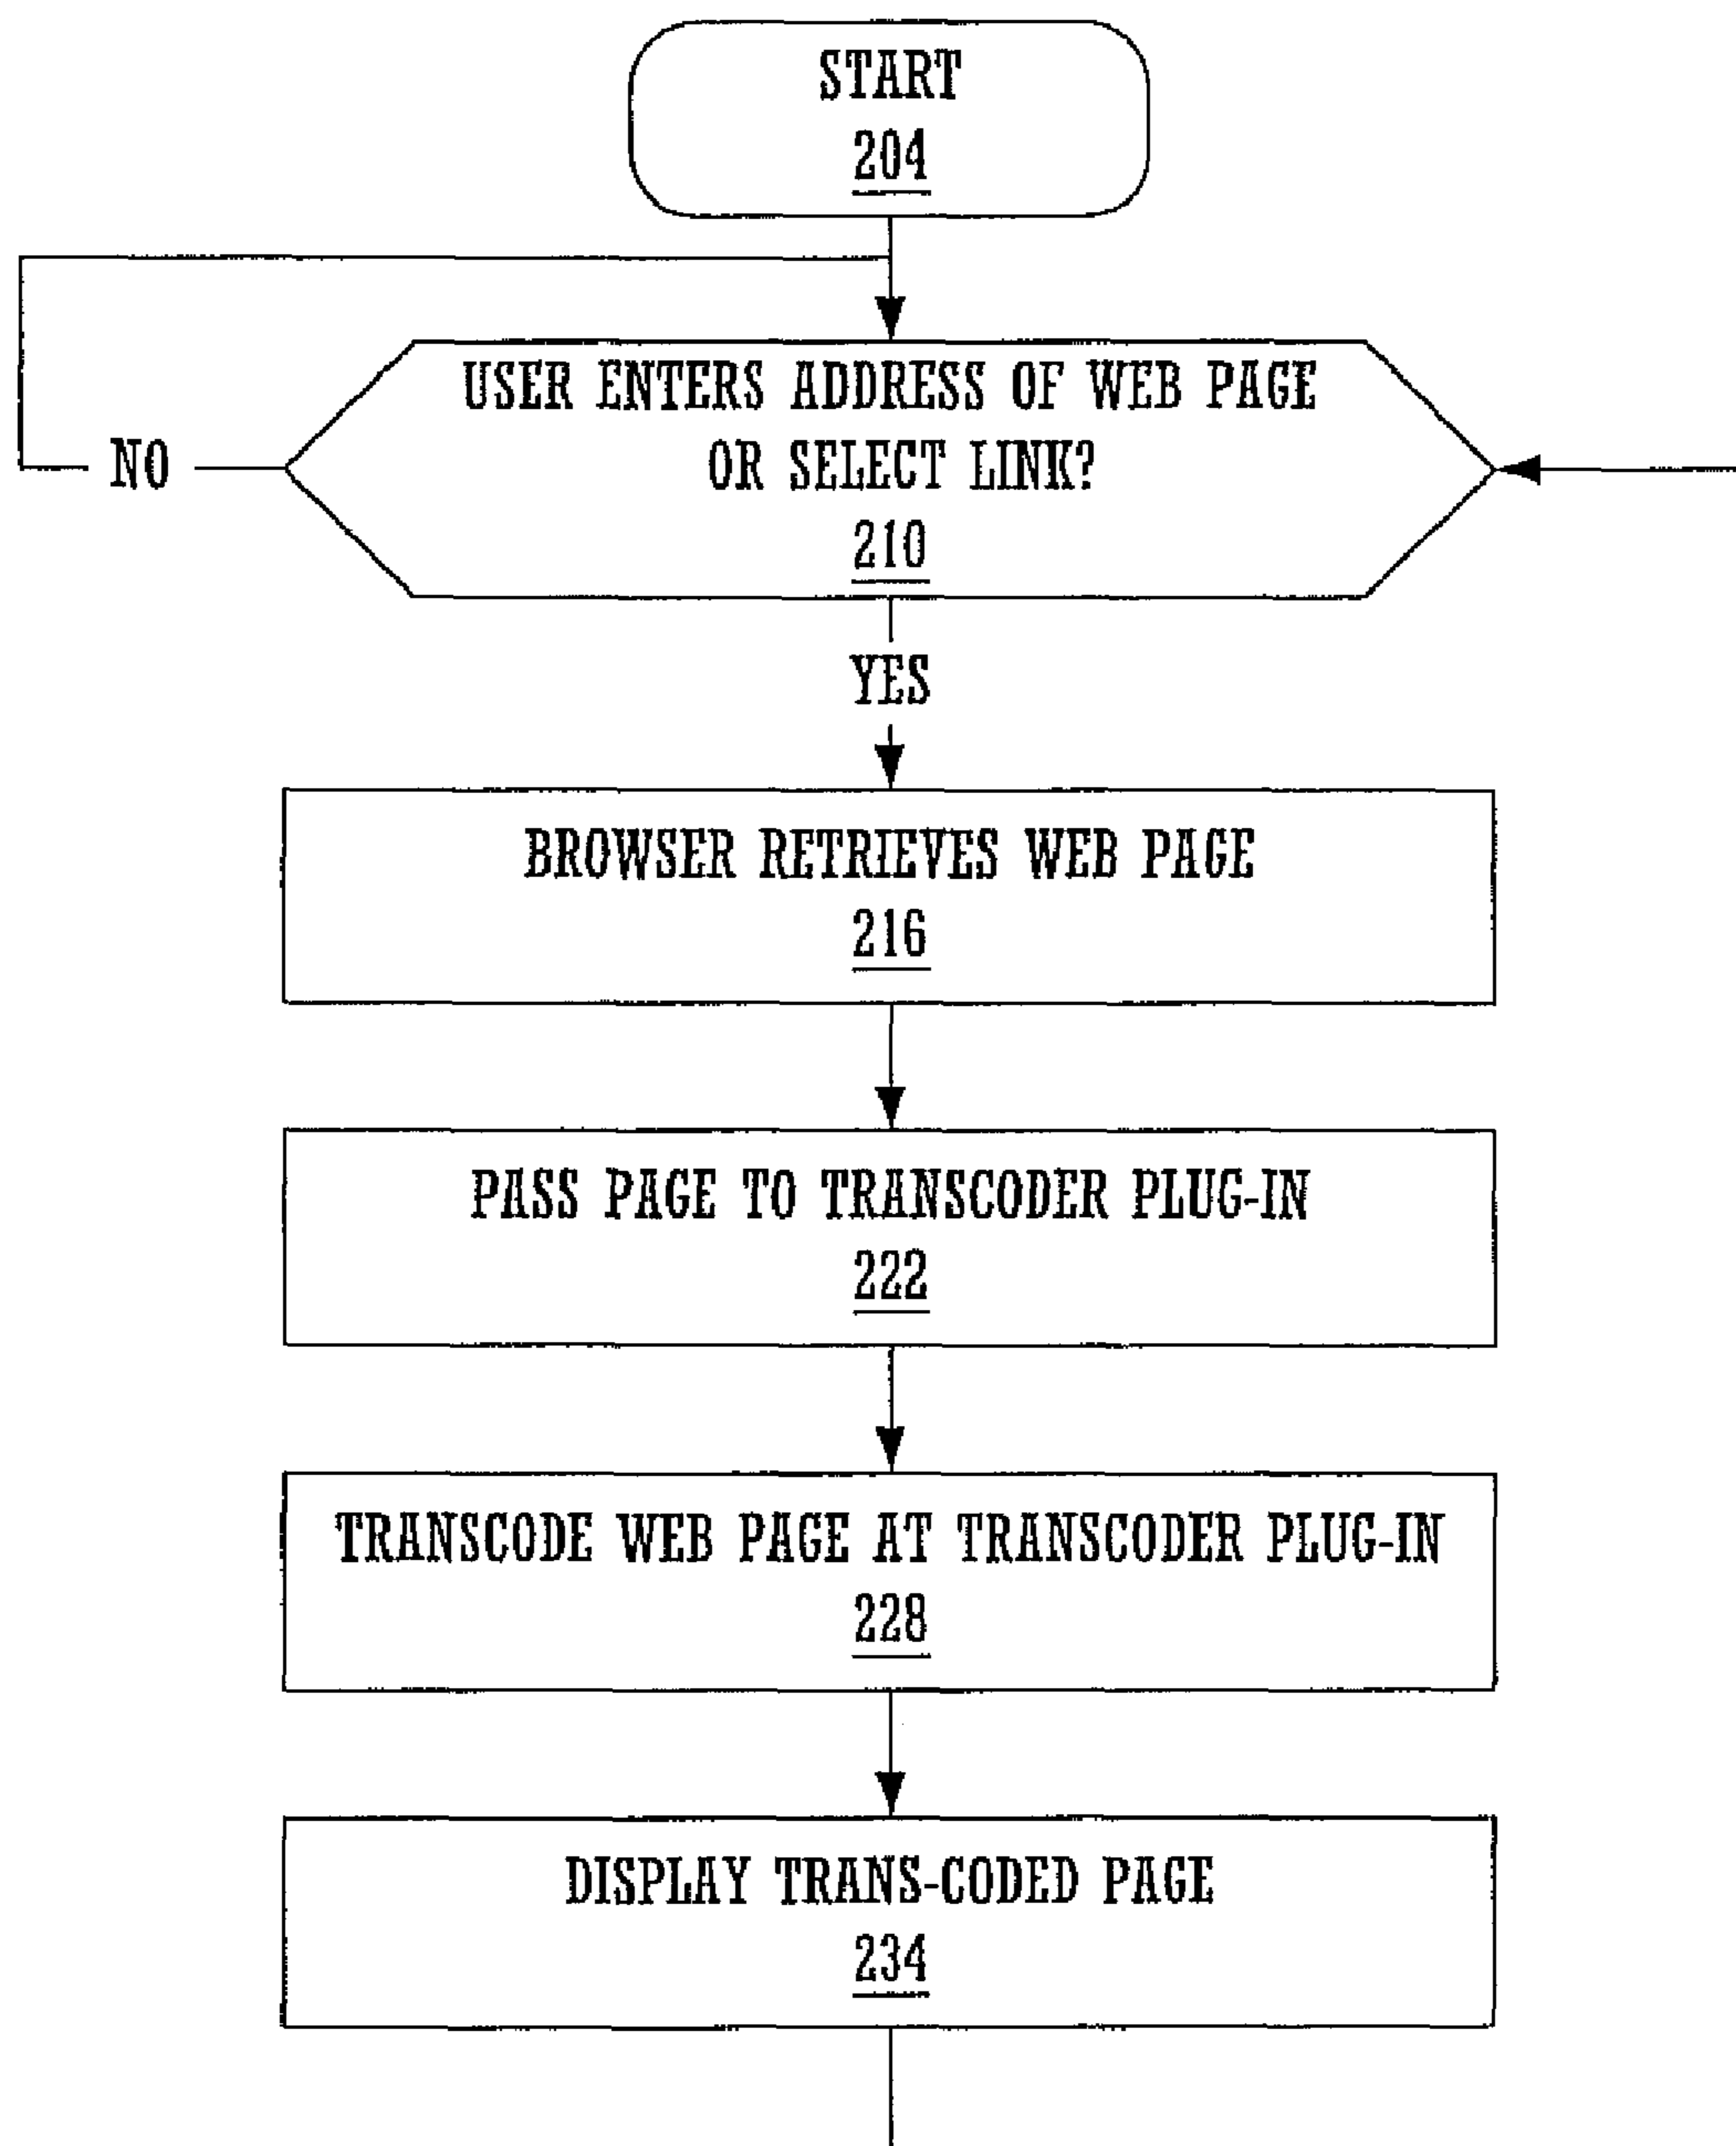 START
204
USER ENTERS ADDRESS OF WEB PAGE
OR SELECT LINK?
210
NO
YES
BROWSER RETRIEVES WEB PAGE
216
PASS PAGE TO TRANSCODER PLUG-IN
222
TRANSCODE WEB PAGE AT TRANSCODER PLUG-IN
228
DISPLAY TRANS-CODED PAGE
234